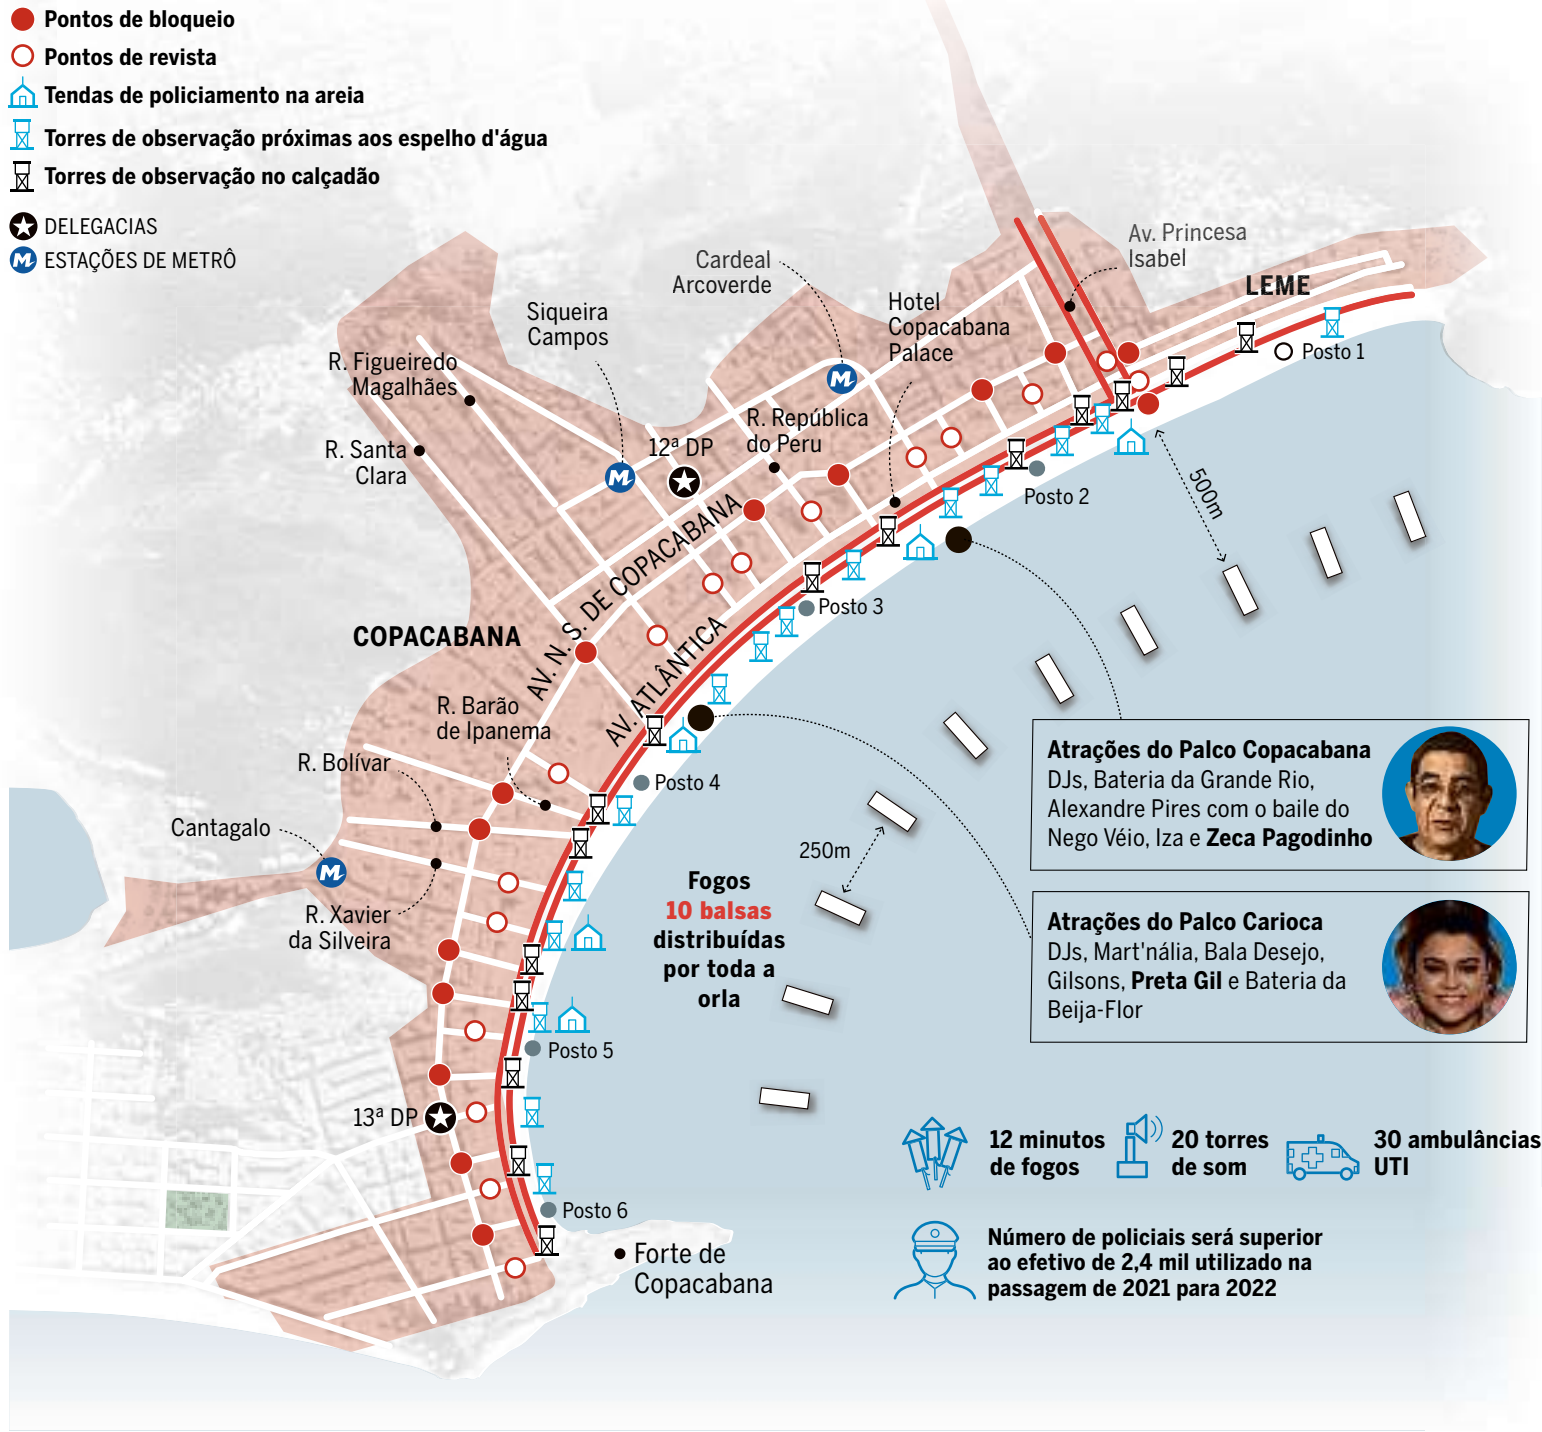 Pontos de bloqueio
Pontos de revista
Tendas de policiamento na areia
Torres de observação próximas aos espelho d'água
Torres de observação no calçadão
DELEGACIAS
ESTAÇÕES DE METRÔ
Av. Princesa
Isabel
LEME
Cardeal
Arcoverde
Hotel
Copacabana
Palace
Siqueira
Campos
Posto 1
R. Figueiredo
Magalhães
R. República
do Peru
12ª DP
R. Santa
Clara
500m
Posto 2
AV. N. S. DE COPACABANA
Posto 3
COPACABANA
AV. ATLÂNTICA
R. Barão
de Ipanema
R. Bolívar
Posto 4
Cantagalo
250m
R. Xavier
da Silveira
Fogos
10 balsas
distribuídas
por toda a
orla
Atrações do Palco Copacabana
DJs, Bateria da Grande Rio,
Alexandre Pires com o baile do
Nego Véio, Iza e Zeca Pagodinho
Atrações do Palco Carioca
DJs, Mart'nália, Bala Desejo,
Gilsons, Preta Gil e Bateria da
Beija-Flor
Posto 5
13ª DP
12 minutos
de fogos
20 torres
de som
30 ambulâncias
UTI
Posto 6
Forte de
Copacabana
Número de policiais será superior
ao efetivo de 2,4 mil utilizado na
passagem de 2021 para 2022